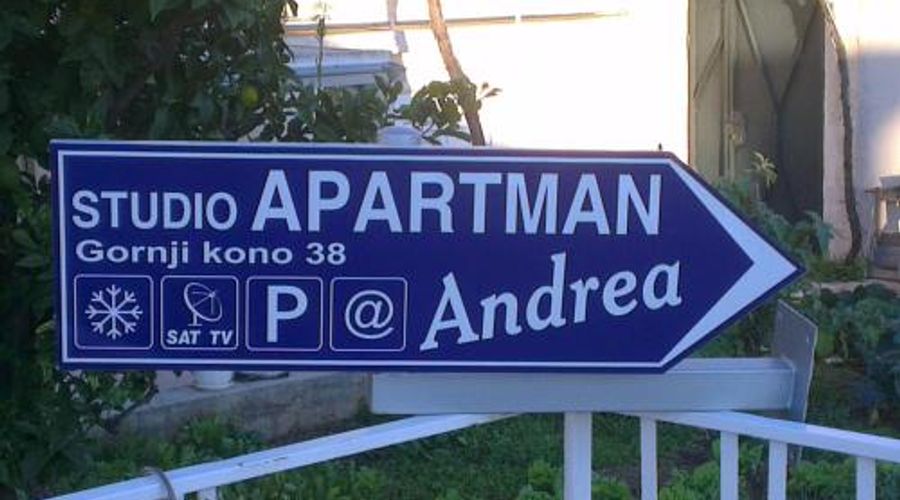 STUDIO APARTMAN
Gornji kono 38
SAT TV P @
Andrea